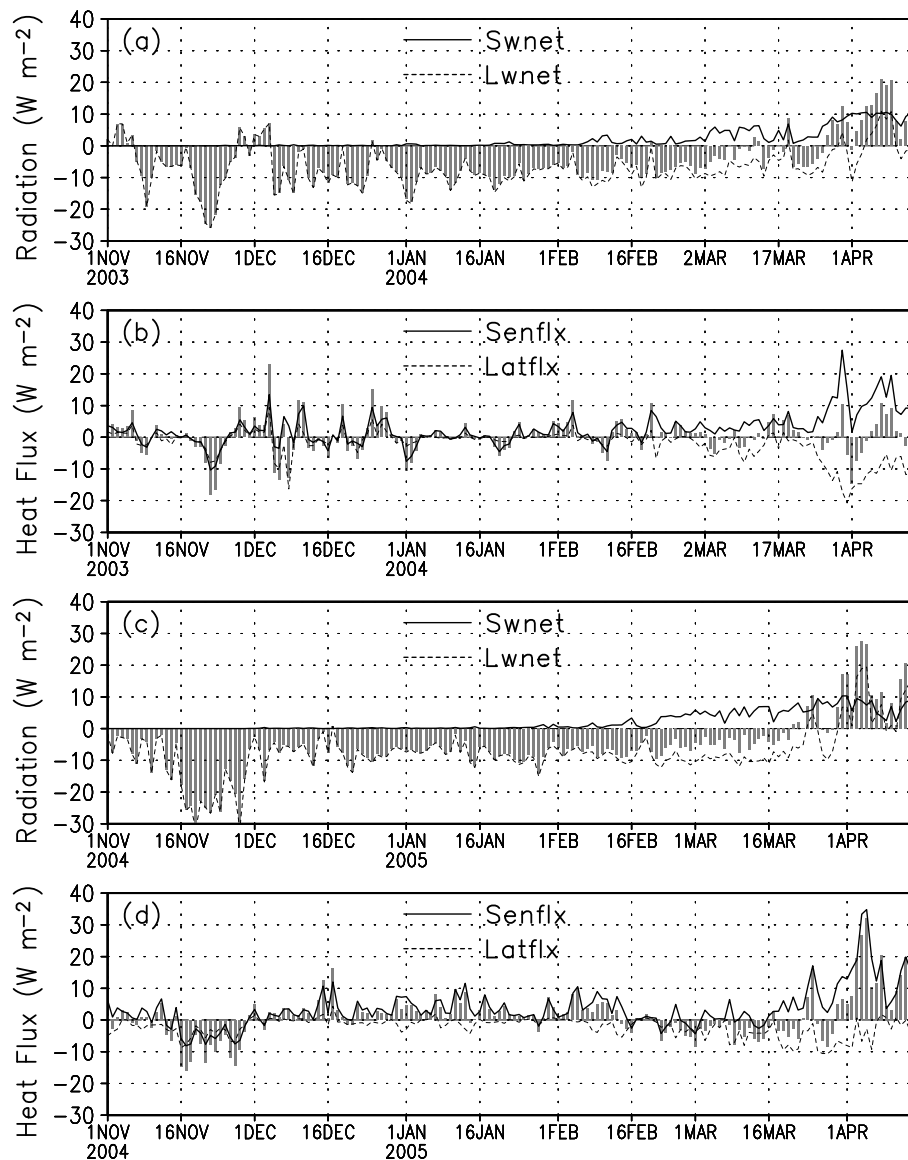 (a)
Swnet
Lwnet
Radiation (W m−2)
40
30
20
10
0
−10
−20
−30
1NOV 16NOV 1DEC 16DEC 1JAN 16JAN 1FEB 16FEB 2MAR 17MAR 1APR
2003 2004
(b)
Senflx
Latflx
Heat Flux (W m−2)
40
30
20
10
0
−10
−20
−30
1NOV 16NOV 1DEC 16DEC 1JAN 16JAN 1FEB 16FEB 2MAR 17MAR 1APR
2003 2004
(c)
Swnet
Lwnet
Radiation (W m−2)
40
30
20
10
0
−10
−20
−30
1NOV 16NOV 1DEC 16DEC 1JAN 16JAN 1FEB 16FEB 1MAR 16MAR 1APR
2004 2005
(d)
Senflx
Latflx
Heat Flux (W m−2)
40
30
20
10
0
−10
−20
−30
1NOV 16NOV 1DEC 16DEC 1JAN 16JAN 1FEB 16FEB 1MAR 16MAR 1APR
2004 2005